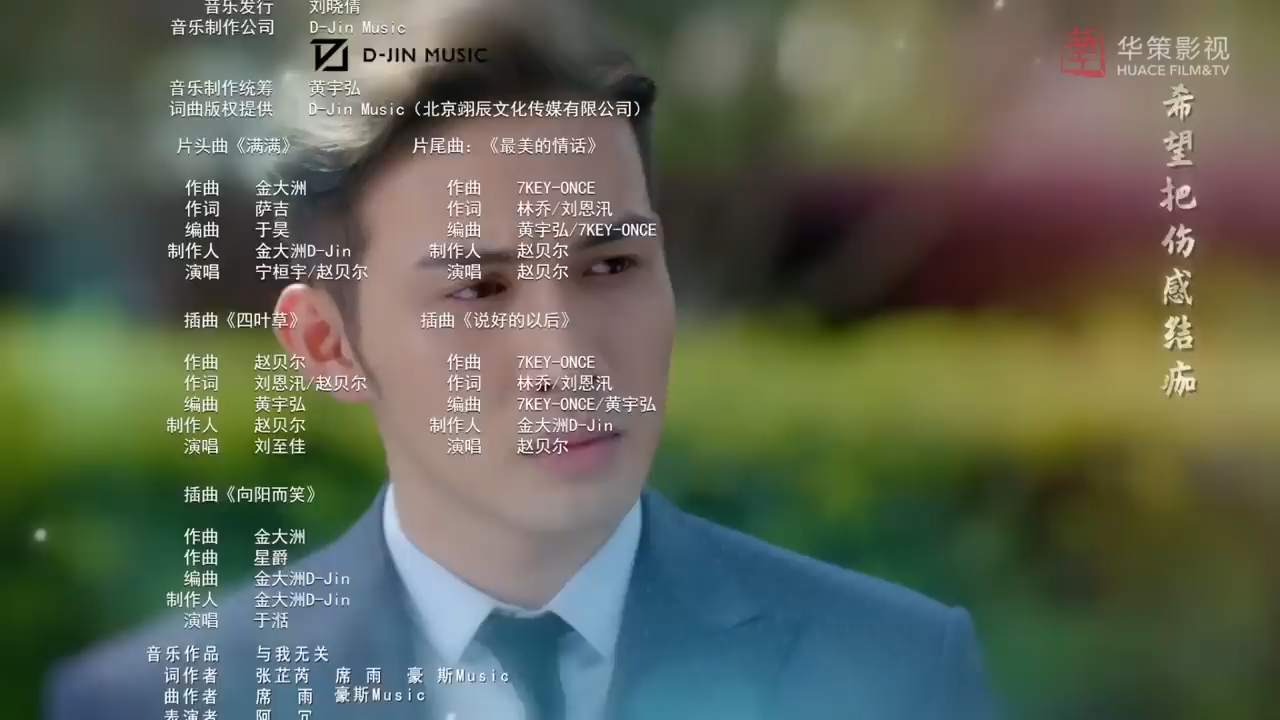 音乐发行 刘晓倩
音乐制作公司 D-Jin Music
D-JIN MUSIC
音乐制作统筹 黄宇弘
词曲版权提供 D-Jin Music（北京翊辰文化传媒有限公司）
片头曲《满满》
作曲 金大洲
作词 萨吉
编曲 于昊
制作人 金大洲D-Jin
演唱 宁桓宇/赵贝尔
片尾曲：《最美的情话》
作曲 7KEY-ONCE
作词 林乔/刘恩汛
编曲 黄宇弘/7KEY-ONCE
制作人 赵贝尔
演唱 赵贝尔
插曲《四叶草》
作曲 赵贝尔
作词 刘恩汛/赵贝尔
编曲 黄宇弘
制作人 赵贝尔
演唱 刘至佳
插曲《说好的以后》
作曲 7KEY-ONCE
作词 林乔/刘恩汛
编曲 7KEY-ONCE/黄宇弘
制作人 金大洲D-Jin
演唱 赵贝尔
插曲《向阳而笑》
作曲 金大洲
作曲 星爵
编曲 金大洲D-Jin
制作人 金大洲D-Jin
演唱 于湉
音乐作品 与我无关
词作者 张芷芮 席雨 豪斯Music
曲作者 席雨 豪斯Music
表演者 阿冗
华策影视
HUACE FILM&TV
希望把伤感结痂